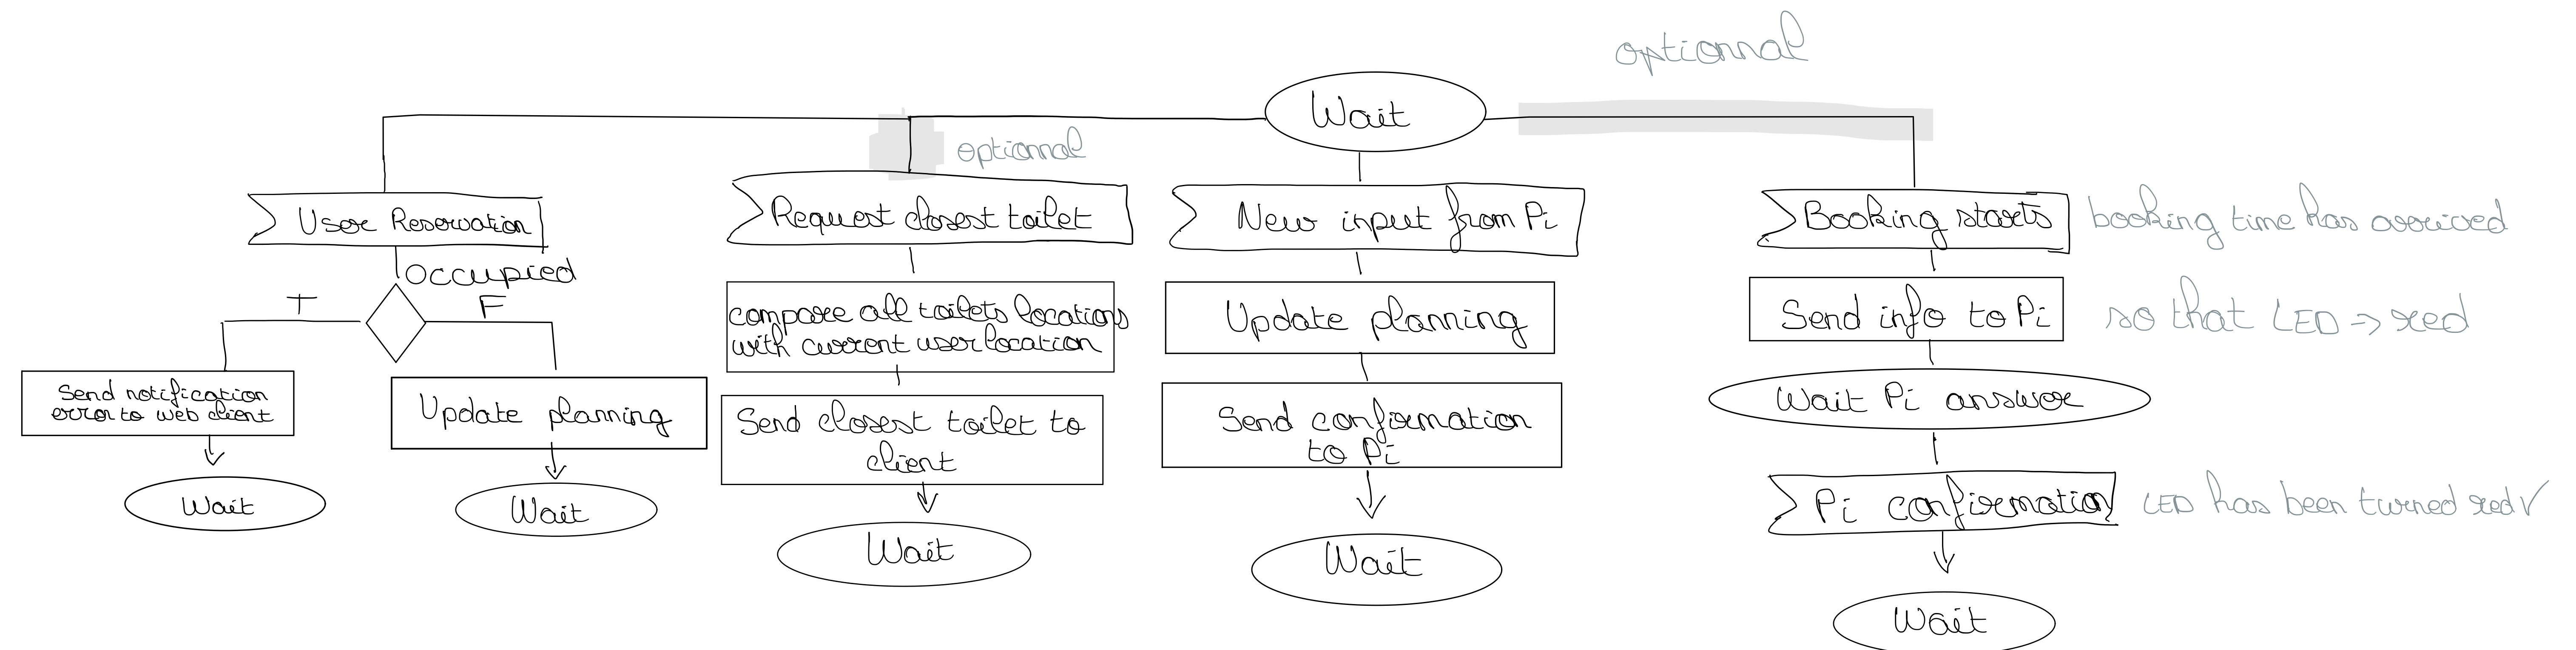 optionnal
Wait
optionnal
User Reservation
Occupied
T
F
Send notification
error to web client
Wait
Update planning
Wait
Request closest toilet
compare all toilets locations
with current user location
Send closest toilet to
client
Wait
New input from Pi
Update planning
Send confirmation
to Pi
Wait
Booking starts
booking time has arrived
Send info to Pi
so that LED -> red
Wait Pi answer
Pi confirmation
LED has been turned red ✓
Wait